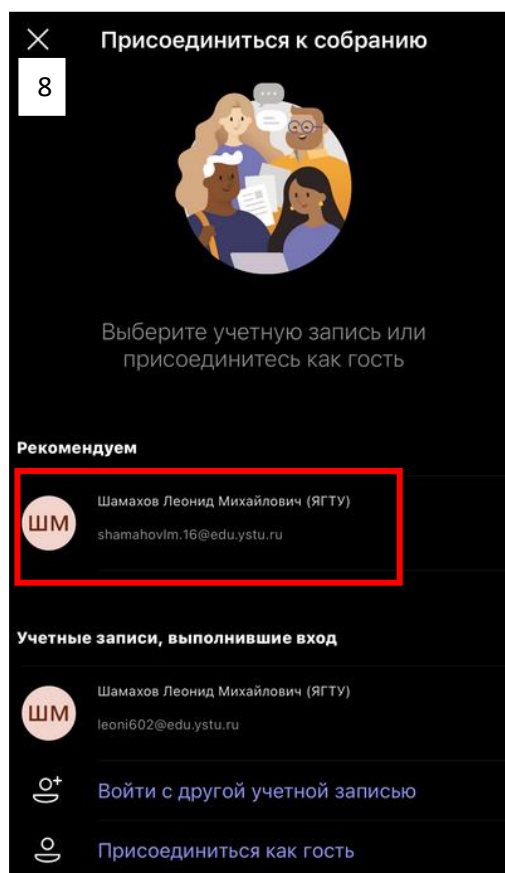 Присоединиться к собранию
8
Выберите учетную запись или
присоединитесь как гость
Рекомендуем
ШМ
Шамахов Леонид Михайлович (ЯГТУ)
shamahovlm.16@edu.ystu.ru
Учетные записи, выполнившие вход
ШМ
Шамахов Леонид Михайлович (ЯГТУ)
leoni602@edu.ystu.ru
Войти с другой учетной записью
Присоединиться как гость